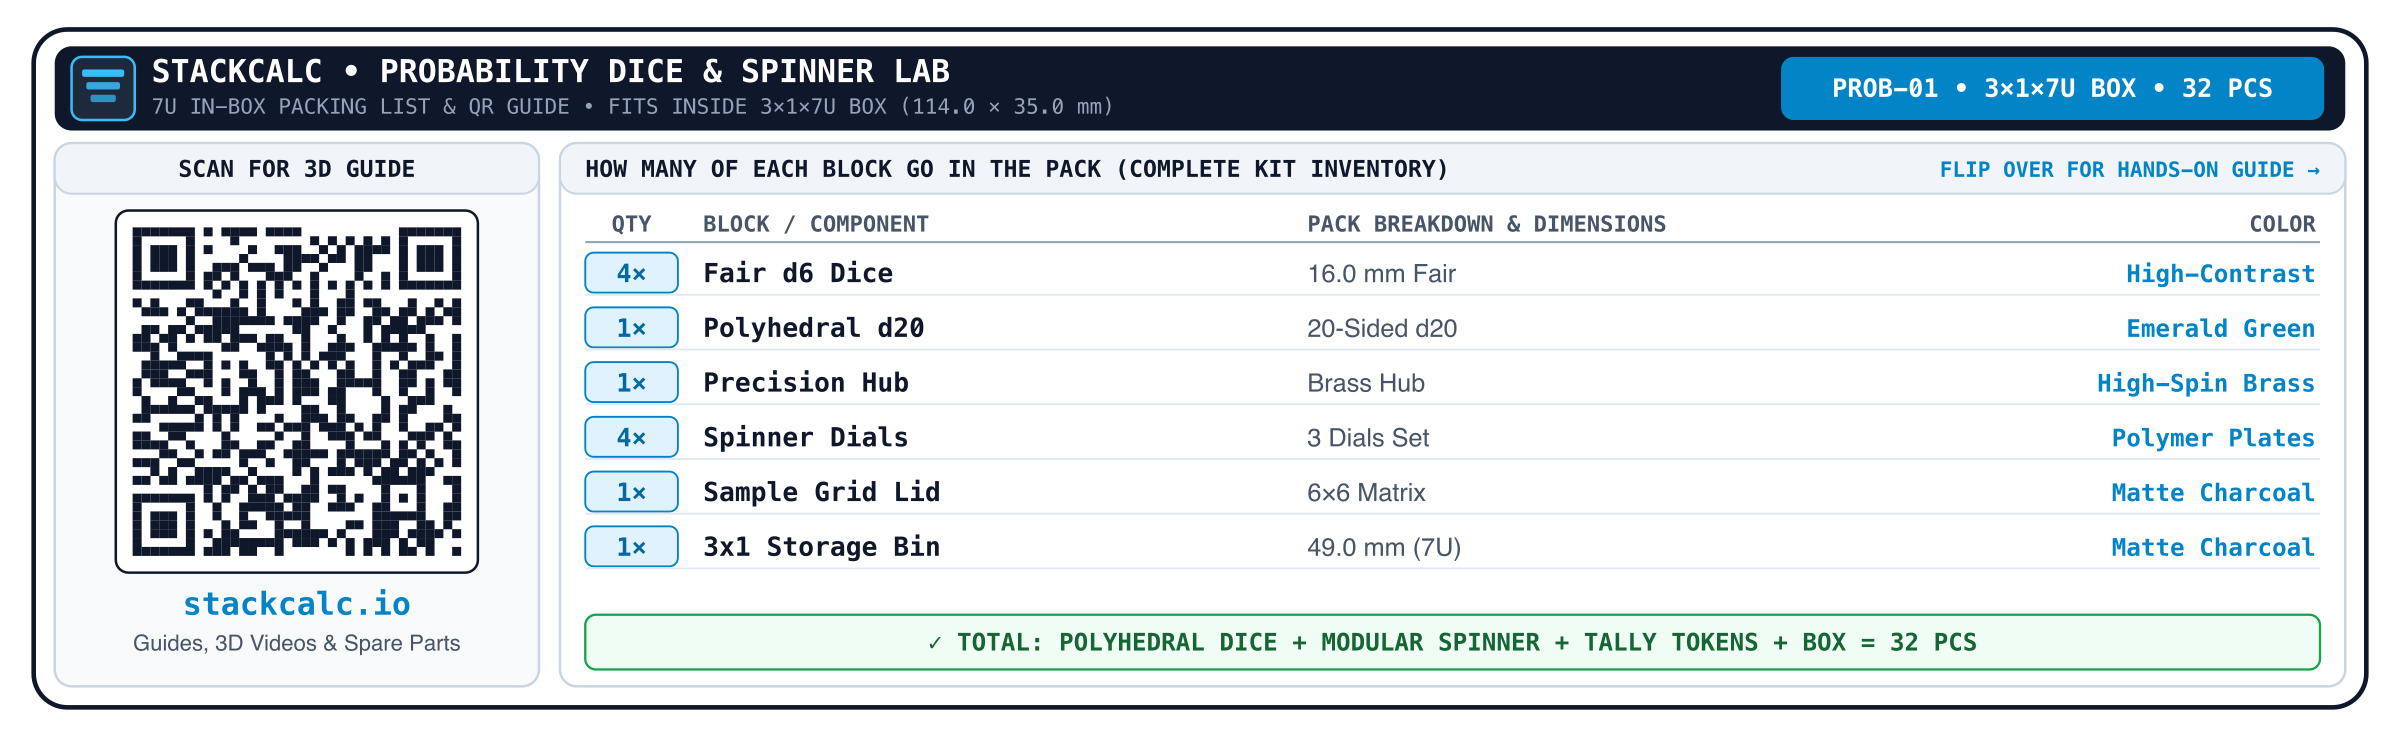 STACKCALC • PROBABILITY DICE & SPINNER LAB
7U IN-BOX PACKING LIST & QR GUIDE • FITS INSIDE 3×1×7U BOX (114.0 × 35.0 mm)
PROB-01 • 3×1×7U BOX • 32 PCS
SCAN FOR 3D GUIDE
stackcalc.io
Guides, 3D Videos & Spare Parts
HOW MANY OF EACH BLOCK GO IN THE PACK (COMPLETE KIT INVENTORY)
FLIP OVER FOR HANDS-ON GUIDE →
QTY BLOCK / COMPONENT PACK BREAKDOWN & DIMENSIONS COLOR
4× Fair d6 Dice 16.0 mm Fair High-Contrast
1× Polyhedral d20 20-Sided d20 Emerald Green
1× Precision Hub Brass Hub High-Spin Brass
4× Spinner Dials 3 Dials Set Polymer Plates
1× Sample Grid Lid 6×6 Matrix Matte Charcoal
1× 3x1 Storage Bin 49.0 mm (7U) Matte Charcoal
✓ TOTAL: POLYHEDRAL DICE + MODULAR SPINNER + TALLY TOKENS + BOX = 32 PCS